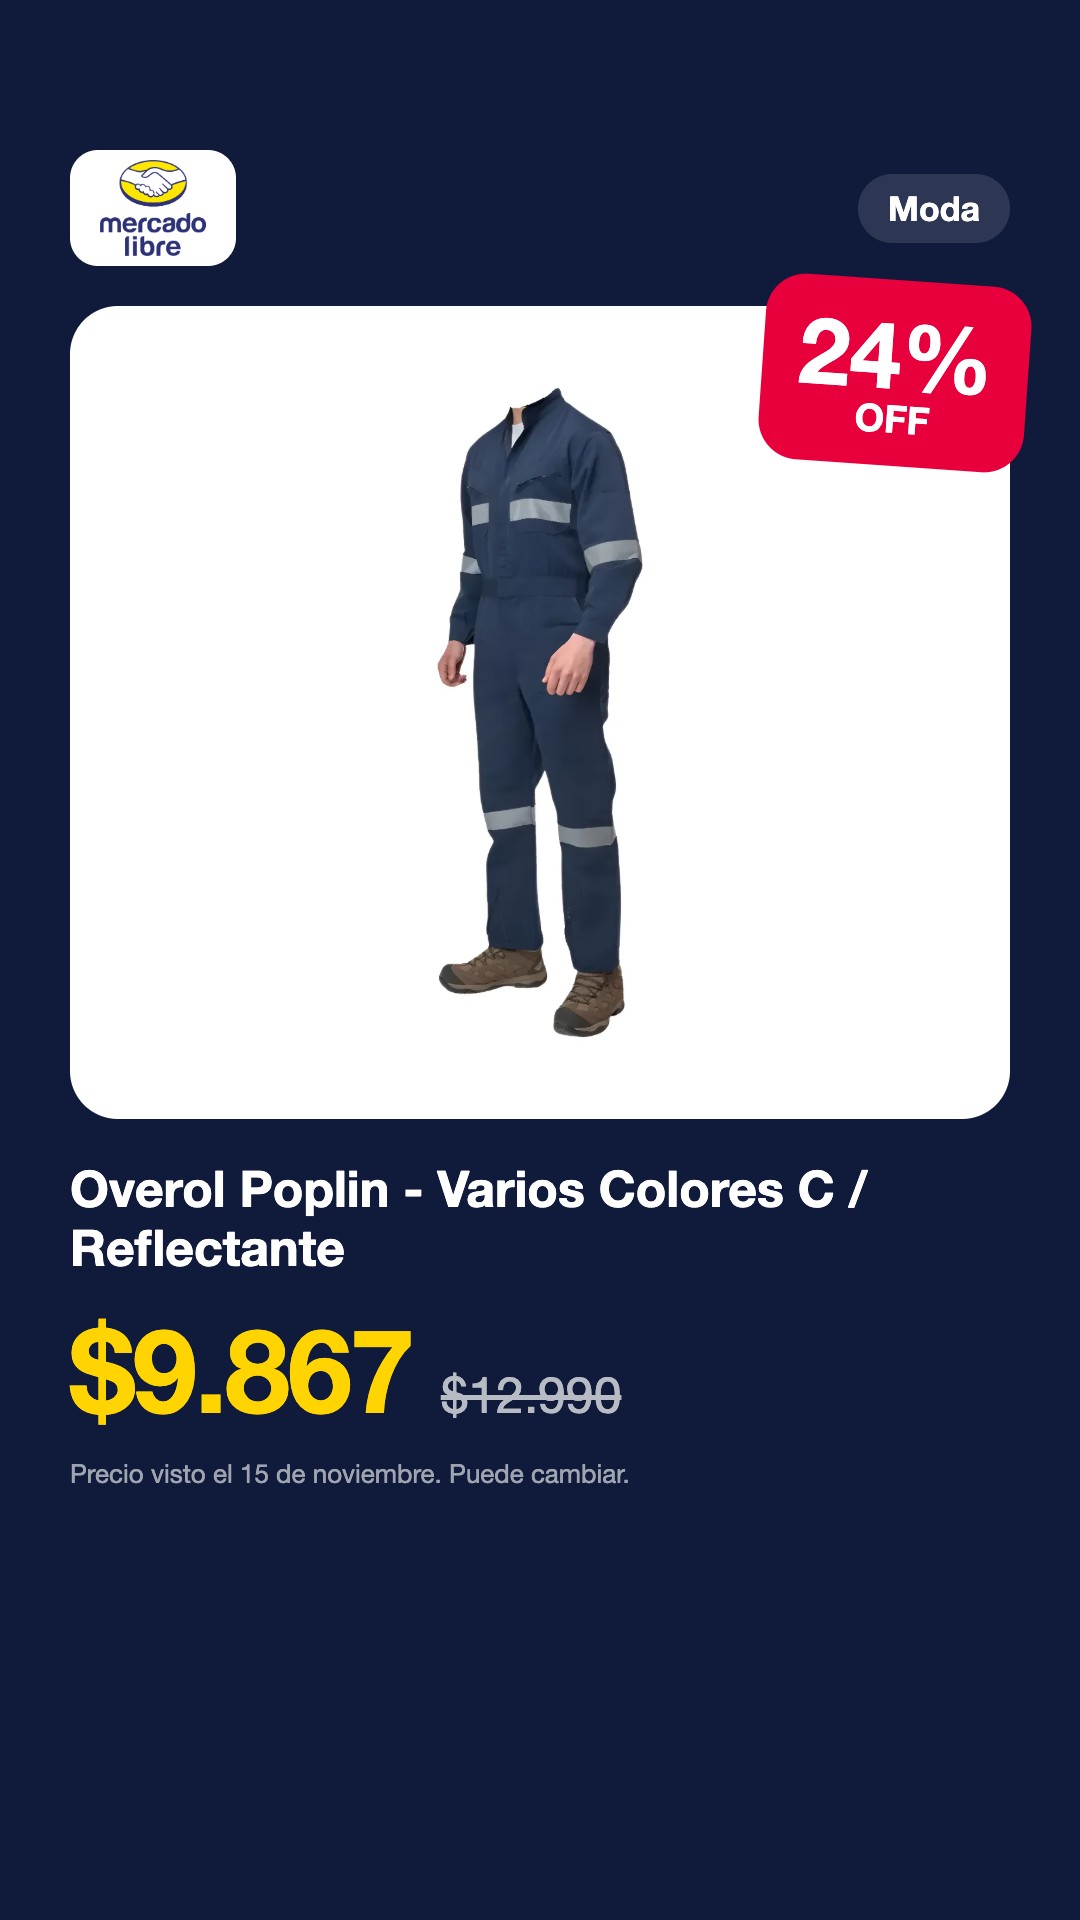 mercado
libre
Moda
24%
OFF
Overol Poplin - Varios Colores C /
Reflectante
$9.867 $12.990
Precio visto el 15 de noviembre. Puede cambiar.